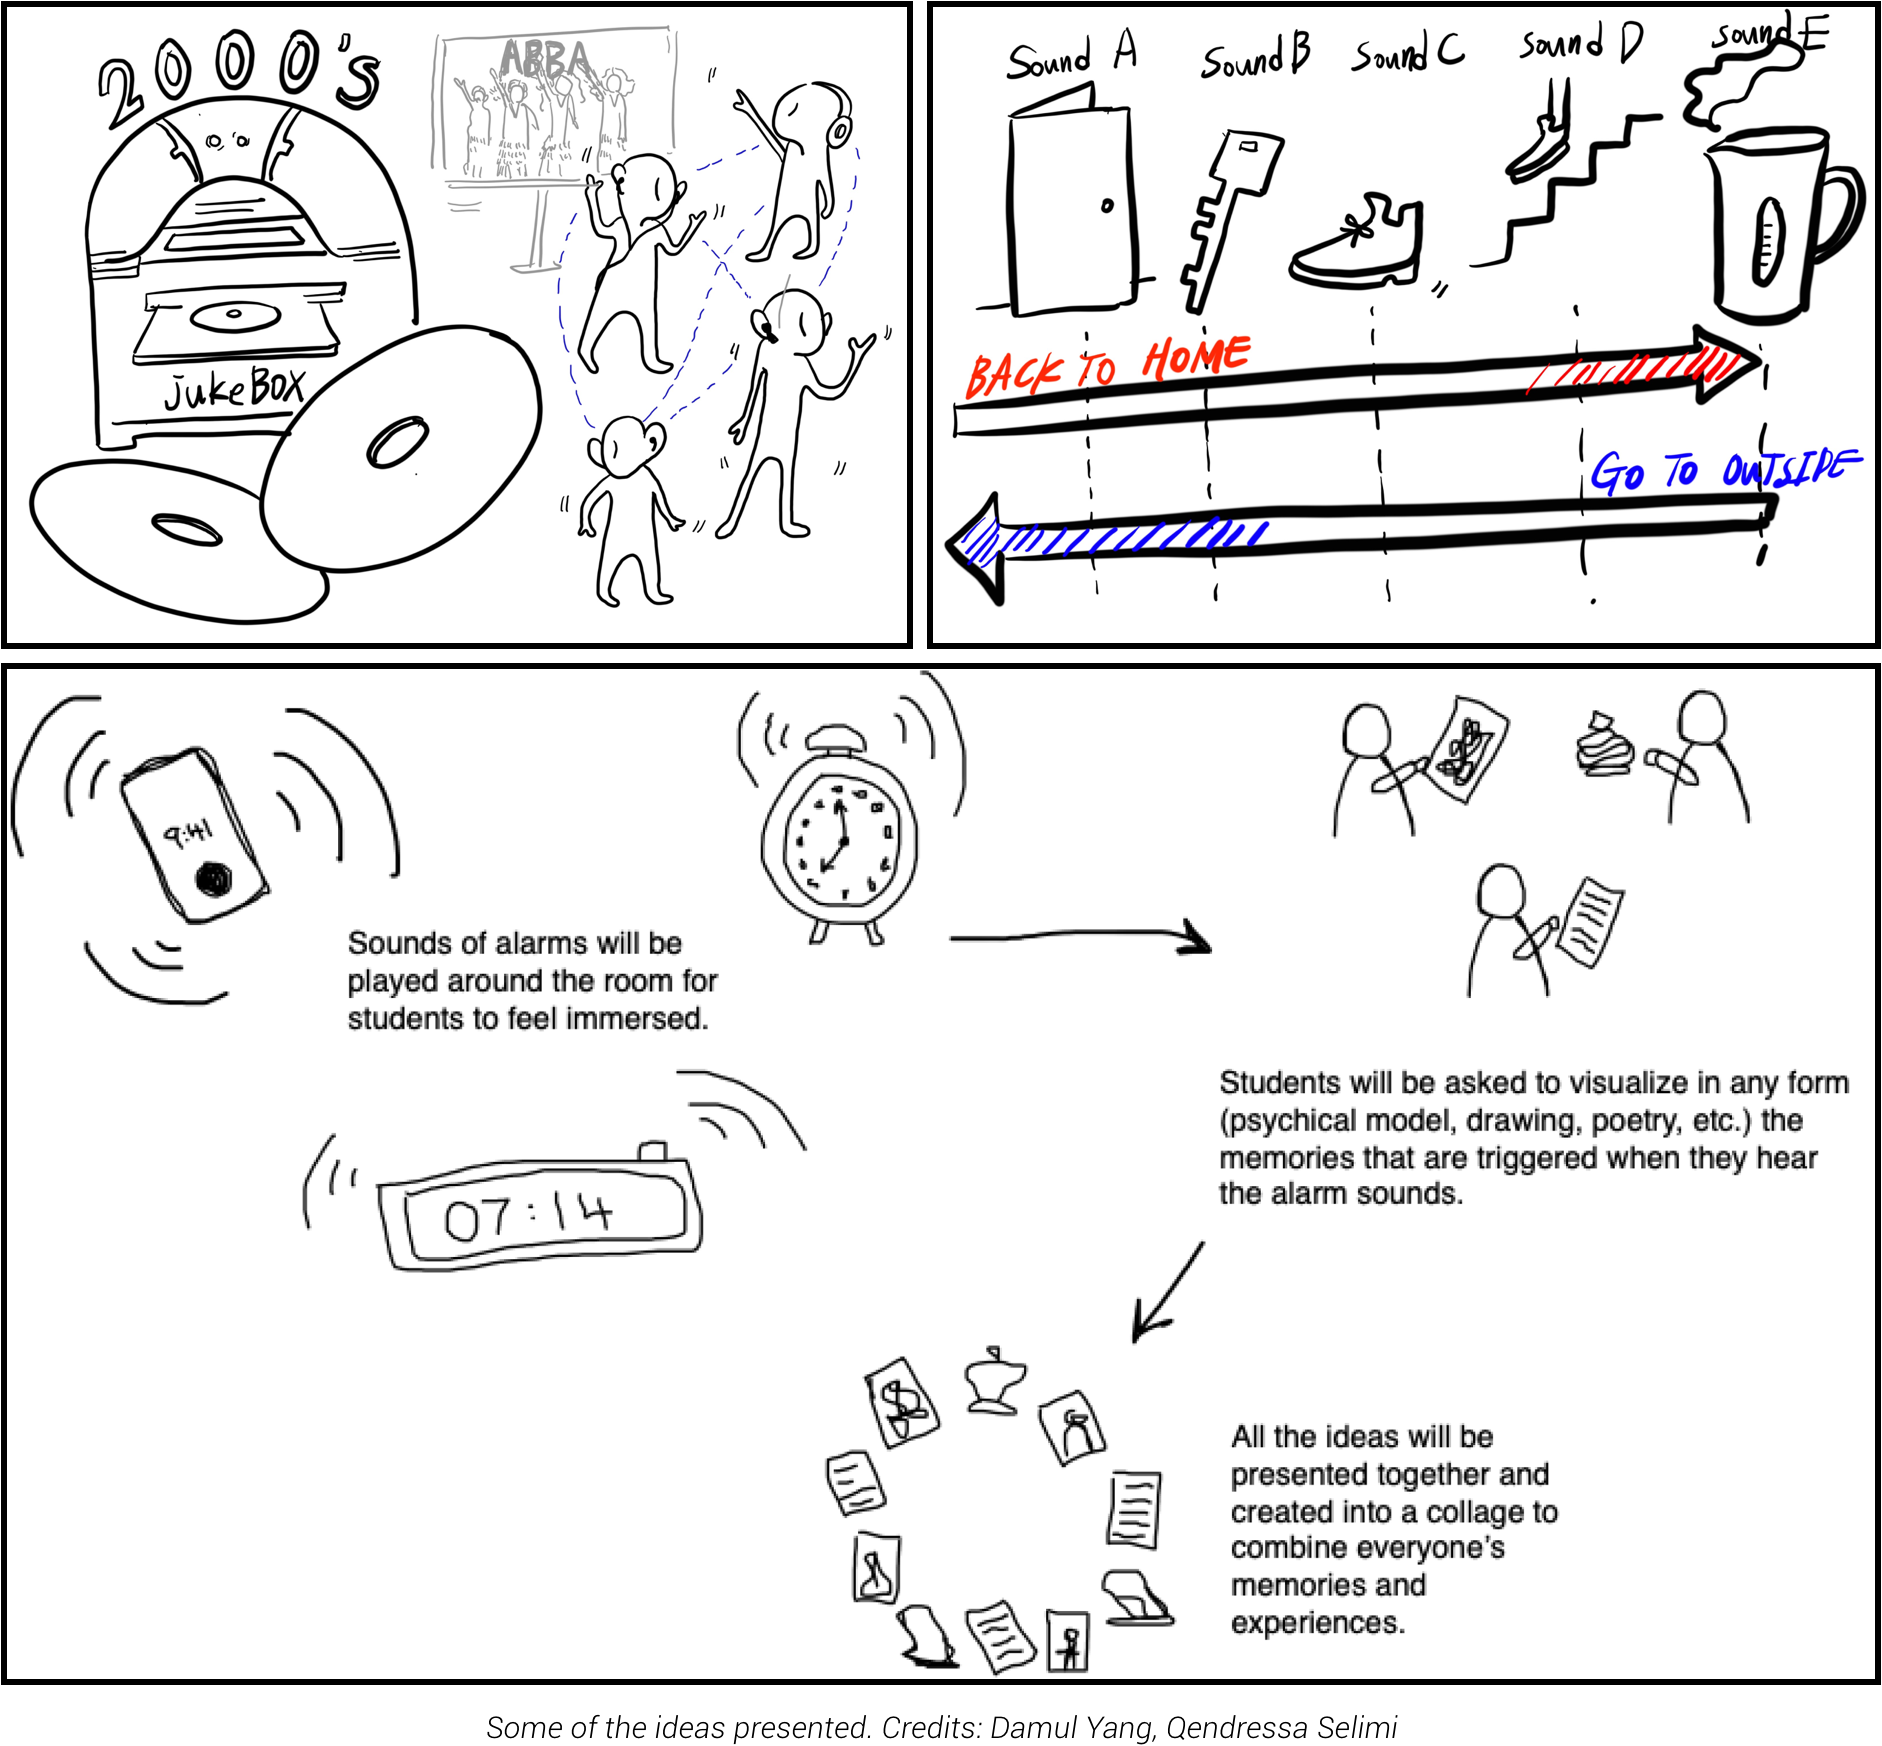 2000's
ABBA
jukeBOX
Sound A
Sound B
Sound C
Sound D
Sound E
BACK TO HOME
GO TO OUTSIDE
9:41
Sounds of alarms will be
played around the room for
students to feel immersed.
07:14
Students will be asked to visualize in any form
(psychical model, drawing, poetry, etc.) the
memories that are triggered when they hear
the alarm sounds.
All the ideas will be
presented together and
created into a collage to
combine everyone's
memories and
experiences.
Some of the ideas presented. Credits: Damul Yang, Qendressa Selimi